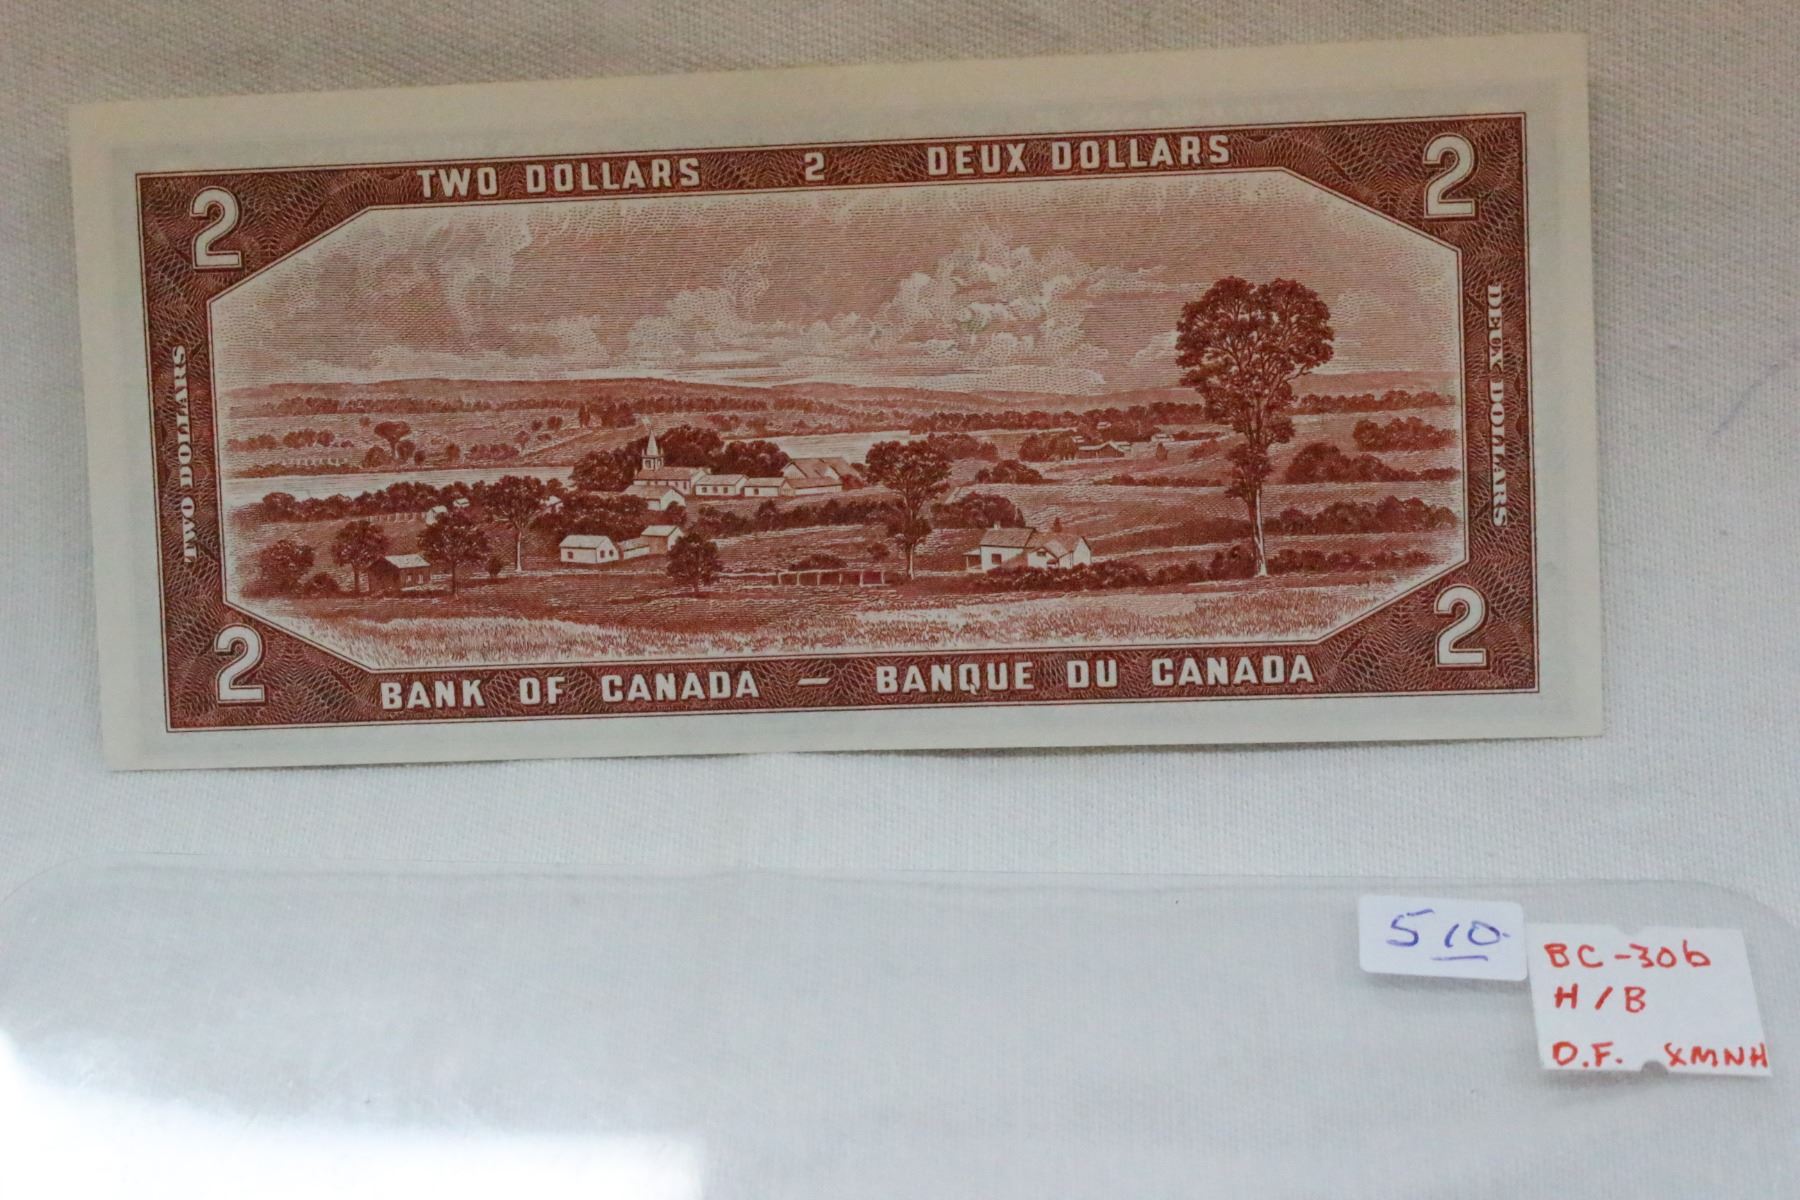 TWO DOLLARS 2 DEUX DOLLARS
2 2
TWO DOLLARS
DEUX DOLLARS
2 2
BANK OF CANADA – BANQUE DU CANADA
510.
BC-30b
H/B
O.F. XMNH